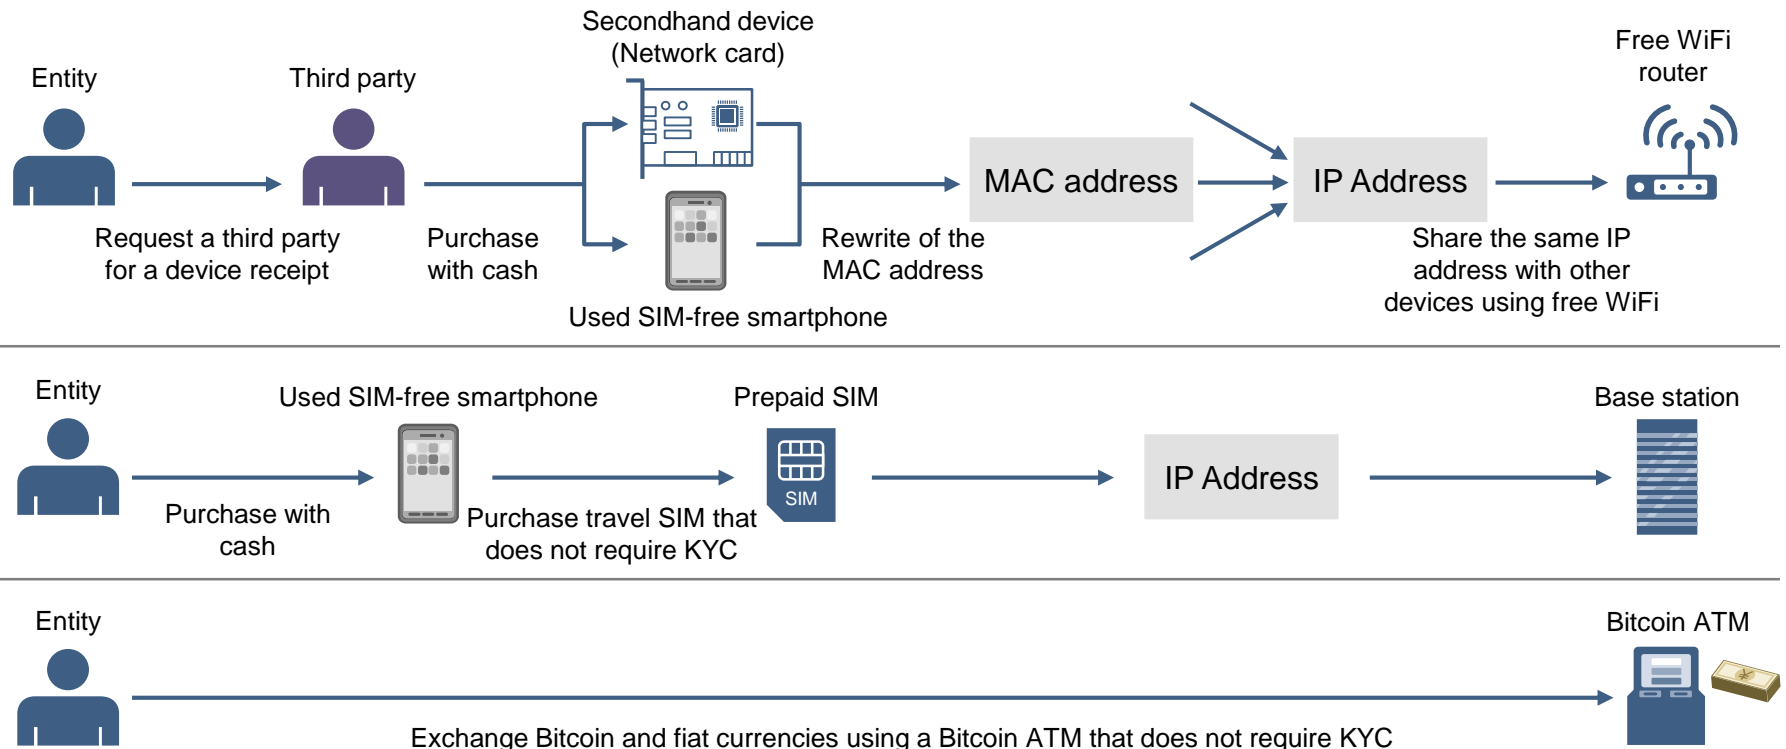 Entity
Third party
Secondhand device
(Network card)
Free WiFi
router
MAC address
IP Address
Request a third party
for a device receipt
Purchase
with cash
Rewrite of the
MAC address
Share the same IP
address with other
devices using free WiFi
Used SIM-free smartphone
Entity
Used SIM-free smartphone
Prepaid SIM
Base station
SIM
IP Address
Purchase with
cash
Purchase travel SIM that
does not require KYC
Entity
Bitcoin ATM
¥
Exchange Bitcoin and fiat currencies using a Bitcoin ATM that does not require KYC